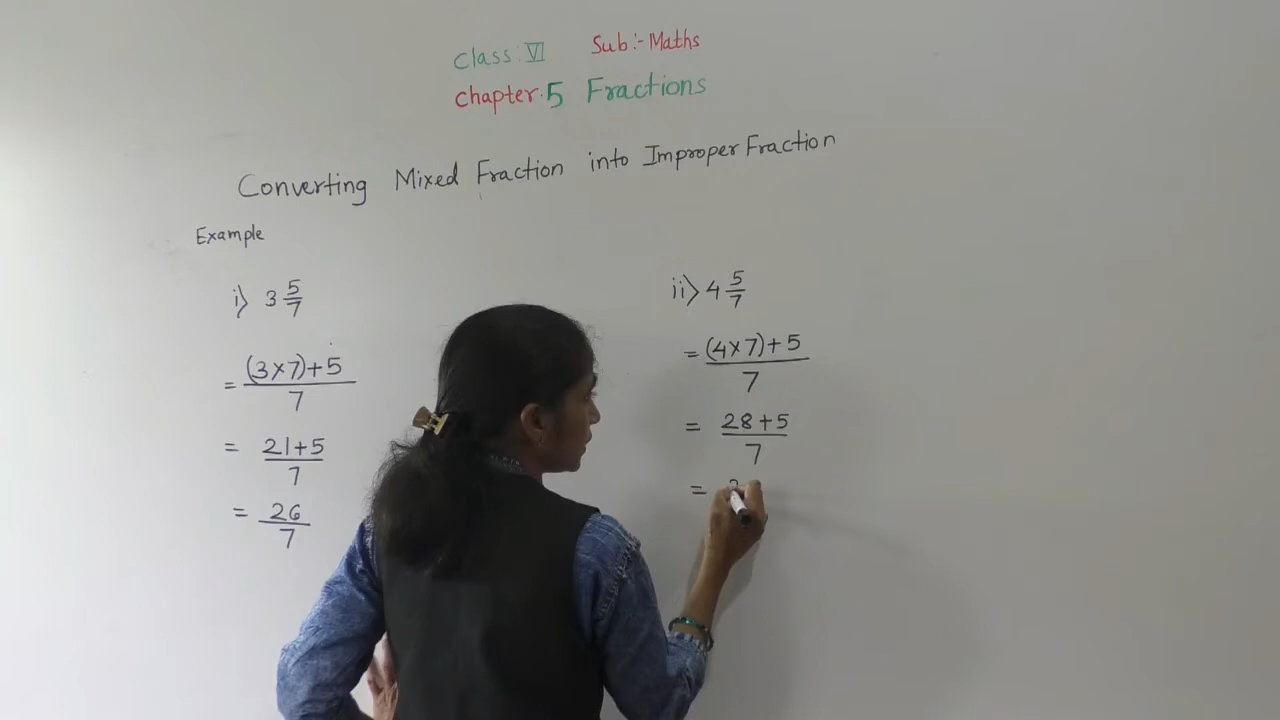 Class: VI Sub:- Maths
Chapter. 5 Fractions
Converting Mixed Fraction into Improper Fraction
Example
i) 3 5/7
= (3×7)+5 / 7
= 21+5 / 7
= 26 / 7
ii) 4 5/7
= (4×7)+5 / 7
= 28+5 / 7
=